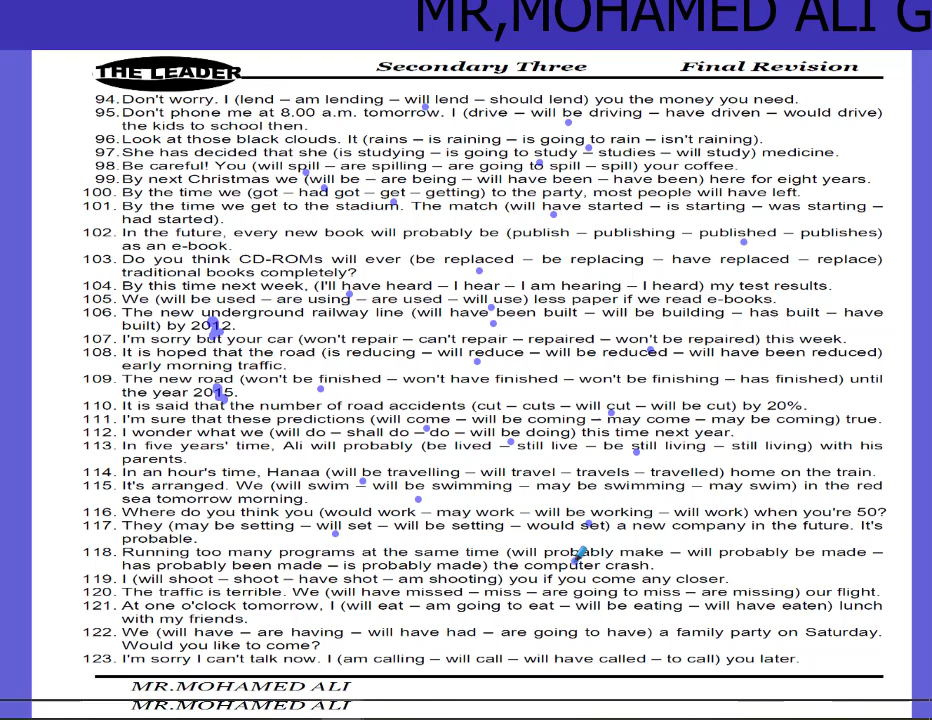 MR,MOHAMED ALI G
THE LEADER Secondary Three Final Revision
94. Don't worry. I (lend – am lending – will lend – should lend) you the money you need.
95. Don't phone me at 8.00 a.m. tomorrow. I (drive – will be driving – have driven – would drive)
the kids to school then.
96. Look at those black clouds. It (rains – is raining – is going to rain – isn't raining).
97. She has decided that she (is studying – is going to study – studies – will study) medicine.
98. Be careful! You (will spill – are spilling – are going to spill – spill) your coffee.
99. By next Christmas we (will be – are being – will have been – have been) here for eight years.
100. By the time we (got – had got – get – getting) to the party, most people will have left.
101. By the time we get to the stadium. The match (will have started – is starting – was starting –
had started).
102. In the future, every new book will probably be (publish – publishing – published – publishes)
as an e-book.
103. Do you think CD-ROMs will ever (be replaced – be replacing – have replaced – replace)
traditional books completely?
104. By this time next week, (I'll have heard – I hear – I am hearing – I heard) my test results.
105. We (will be used – are using – are used – will use) less paper if we read e-books.
106. The new underground railway line (will have been built – will be building – has built – have
built) by 2012.
107. I'm sorry but your car (won't repair – can't repair – repaired – won't be repaired) this week.
108. It is hoped that the road (is reducing – will reduce – will be reduced – will have been reduced)
early morning traffic.
109. The new road (won't be finished – won't have finished – won't be finishing – has finished) until
the year 2015.
110. It is said that the number of road accidents (cut – cuts – will cut – will be cut) by 20%.
111. I'm sure that these predictions (will come – will be coming – may come – may be coming) true.
112. I wonder what we (will do – shall do – do – will be doing) this time next year.
113. In five years' time, Ali will probably (be lived – still live – be still living – still living) with his
parents.
114. In an hour's time, Hanaa (will be travelling – will travel – travels – travelled) home on the train.
115. It's arranged. We (will swim – will be swimming – may be swimming – may swim) in the red
sea tomorrow morning.
116. Where do you think you (would work – may work – will be working – will work) when you're 50?
117. They (may be setting – will set – will be setting – would set) a new company in the future. It's
probable.
118. Running too many programs at the same time (will probably make – will probably be made –
has probably been made – is probably made) the computer crash.
119. I (will shoot – shoot – have shot – am shooting) you if you come any closer.
120. The traffic is terrible. We (will have missed – miss – are going to miss – are missing) our flight.
121. At one o'clock tomorrow, I (will eat – am going to eat – will be eating – will have eaten) lunch
with my friends.
122. We (will have – are having – will have had – are going to have) a family party on Saturday.
Would you like to come?
123. I'm sorry I can't talk now. I (am calling – will call – will have called – to call) you later.
MR.MOHAMED ALI
MR.MOHAMED ALI